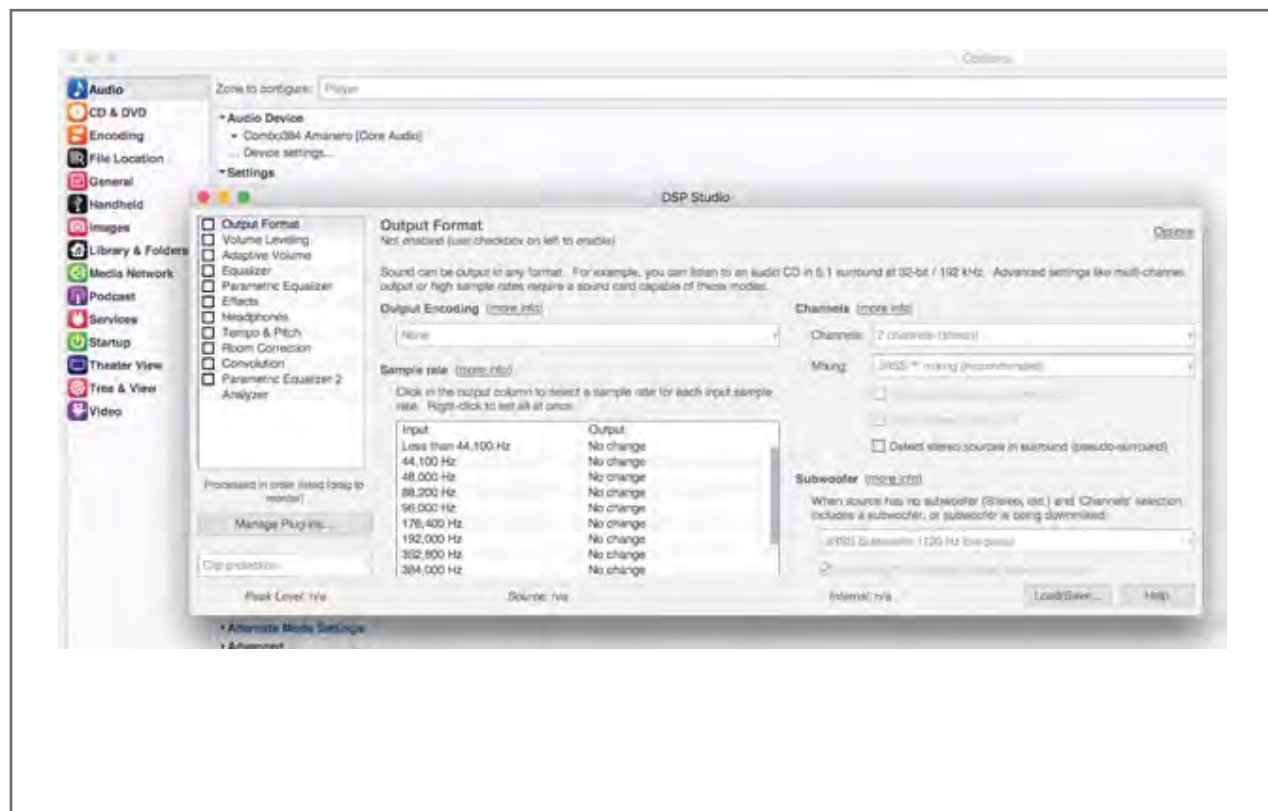 Options
Audio
CD & DVD
Encoding
File Location
General
Handheld
Images
Library & Folders
Media Network
Podcast
Services
Startup
Theater View
Tree & View
Video
Zone to configure: Player
Audio Device
Combo384 Amanero [Core Audio]
... Device settings...
Settings
DSP Studio
Output Format
Volume Leveling
Adaptive Volume
Equalizer
Parametric Equalizer
Effects
Headphones
Tempo & Pitch
Room Correction
Convolution
Parametric Equalizer 2
Analyzer
Processed in order listed (drag to
reorder)
Manage Plug-ins...
Clip protection
Peak Level: n/a
Output Format
Not enabled (use checkbox on left to enable)
Options
Sound can be output in any format. For example, you can listen to an audio CD in 5.1 surround at 32-bit / 192 kHz. Advanced settings like multi-channel
output or high sample rates require a sound card capable of these modes.
Output Encoding (more info)
None
Sample rate (more info)
Click in the output column to select a sample rate for each input sample
rate. Right-click to set all at once.
Input Output
Less than 44,100 Hz No change
44,100 Hz No change
48,000 Hz No change
88,200 Hz No change
96,000 Hz No change
176,400 Hz No change
192,000 Hz No change
352,800 Hz No change
384,000 Hz No change
Channels (more info)
Channels: 2 channels (stereo)
Mixing: JRSS™ mixing (recommended)
Detect stereo sources in surround (pseudo-surround)
Subwoofer (more info)
When source has no subwoofer (Stereo, etc.) and 'Channels' selection
includes a subwoofer, or subwoofer is being downmixed:
JRSS Subwoofer (120 Hz low-pass)
Source: n/a
Internal: n/a
Load/Save...
Help
Alternate Mode Settings
Advanced